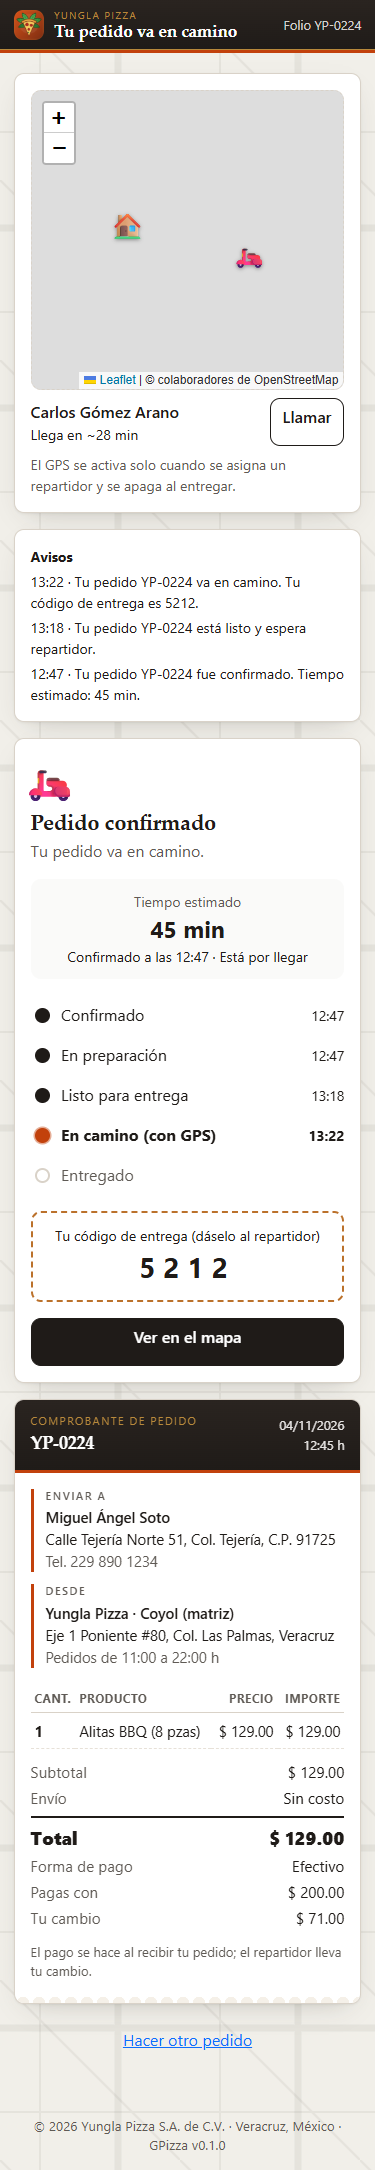 YUNGLA PIZZA
Tu pedido va en camino
Folio YP-0224
+
−
Leaflet | © colaboradores de OpenStreetMap
Carlos Gómez Arano
Llega en ~28 min
Llamar
El GPS se activa solo cuando se asigna un
repartidor y se apaga al entregar.
Avisos
13:22 · Tu pedido YP-0224 va en camino. Tu
código de entrega es 5212.
13:18 · Tu pedido YP-0224 está listo y espera
repartidor.
12:47 · Tu pedido YP-0224 fue confirmado. Tiempo
estimado: 45 min.
Pedido confirmado
Tu pedido va en camino.
Tiempo estimado
45 min
Confirmado a las 12:47 · Está por llegar
Confirmado 12:47
En preparación 12:47
Listo para entrega 13:18
En camino (con GPS) 13:22
Entregado
Tu código de entrega (dáselo al repartidor)
5 2 1 2
Ver en el mapa
COMPROBANTE DE PEDIDO
YP-0224
04/11/2026
12:45 h
ENVIAR A
Miguel Ángel Soto
Calle Tejería Norte 51, Col. Tejería, C.P. 91725
Tel. 229 890 1234
DESDE
Yungla Pizza · Coyol (matriz)
Eje 1 Poniente #80, Col. Las Palmas, Veracruz
Pedidos de 11:00 a 22:00 h
CANT. PRODUCTO PRECIO IMPORTE
1 Alitas BBQ (8 pzas) $ 129.00 $ 129.00
Subtotal $ 129.00
Envío Sin costo
Total $ 129.00
Forma de pago Efectivo
Pagas con $ 200.00
Tu cambio $ 71.00
El pago se hace al recibir tu pedido; el repartidor lleva
tu cambio.
Hacer otro pedido
© 2026 Yungla Pizza S.A. de C.V. · Veracruz, México ·
GPizza v0.1.0